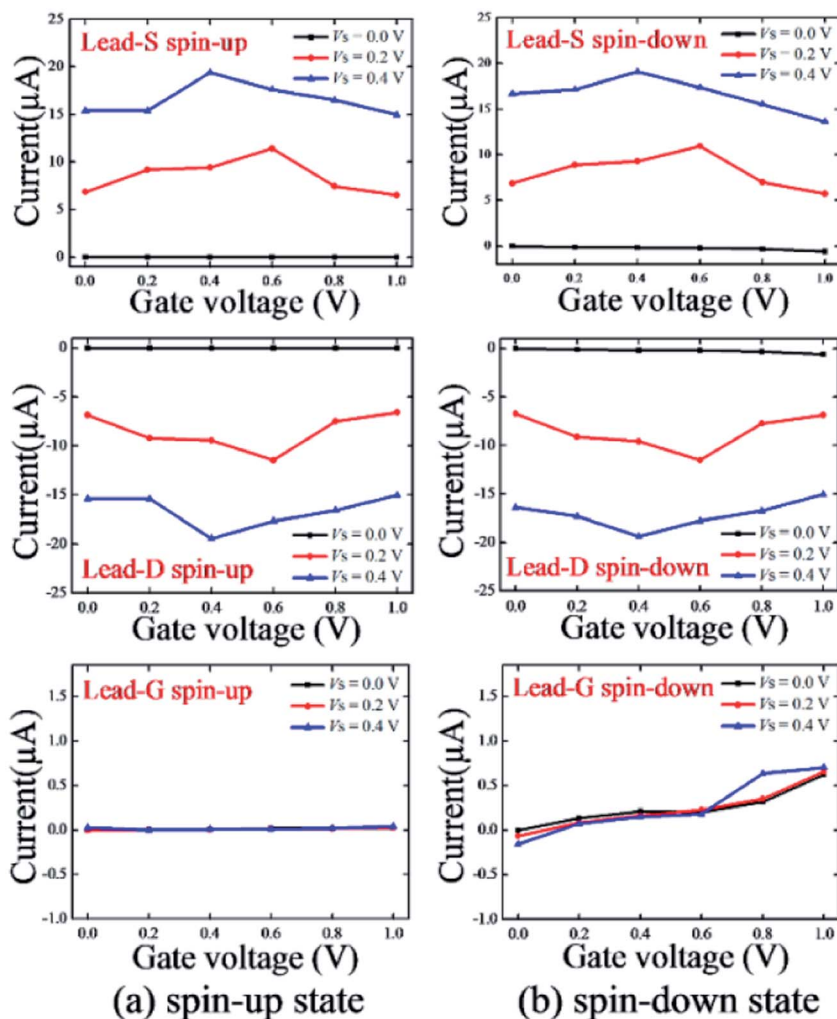 Lead-S spin-up
Vs = 0.0 V
Vs = 0.2 V
Vs = 0.4 V
Current(μA)
25
20
15
10
5
0
0.0 0.2 0.4 0.6 0.8 1.0
Gate voltage (V)
Lead-S spin-down
Vs = 0.0 V
Vs = 0.2 V
Vs = 0.4 V
Current(μA)
25
20
15
10
5
0
0.0 0.2 0.4 0.6 0.8 1.0
Gate voltage (V)
Current(μA)
0
-5
-10
-15
-20
-25
Vs = 0.0 V
Vs = 0.2 V
Vs = 0.4 V
Lead-D spin-up
0.0 0.2 0.4 0.6 0.8 1.0
Gate voltage (V)
Current(μA)
0
-5
-10
-15
-20
-25
Vs = 0.0 V
Vs = 0.2 V
Vs = 0.4 V
Lead-D spin-down
0.0 0.2 0.4 0.6 0.8 1.0
Gate voltage (V)
Lead-G spin-up
Vs = 0.0 V
Vs = 0.2 V
Vs = 0.4 V
Current(μA)
1.5
1.0
0.5
0.0
-0.5
-1.0
0.0 0.2 0.4 0.6 0.8 1.0
Gate voltage (V)
Lead-G spin-down
Vs = 0.0 V
Vs = 0.2 V
Vs = 0.4 V
Current(μA)
1.5
1.0
0.5
0.0
-0.5
-1.0
0.0 0.2 0.4 0.6 0.8 1.0
Gate voltage (V)
(a) spin-up state
(b) spin-down state